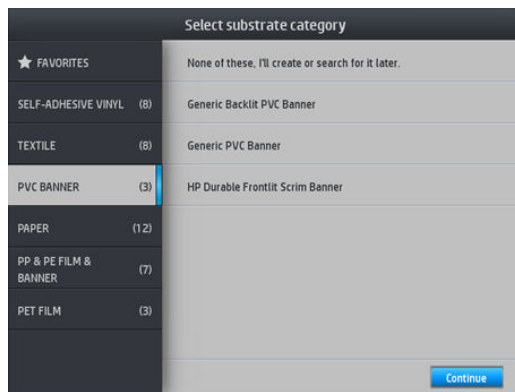 Select substrate category
FAVORITES
SELF-ADHESIVE VINYL (8)
TEXTILE (8)
PVC BANNER (3)
PAPER (12)
PP & PE FILM &
BANNER (7)
PET FILM (3)
None of these, I'll create or search for it later.
Generic Backlit PVC Banner
Generic PVC Banner
HP Durable Frontlit Scrim Banner
Continue